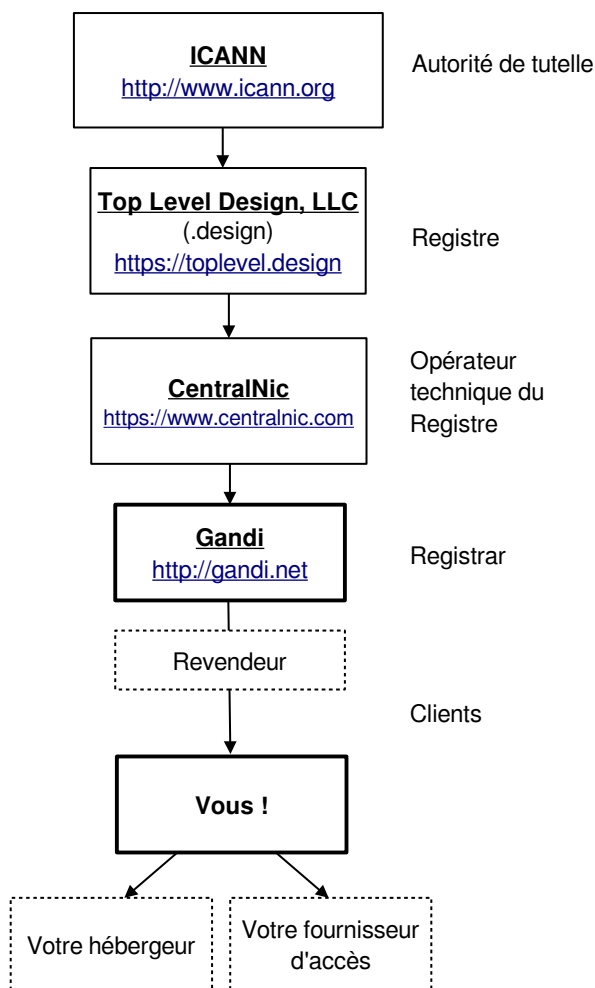 ICANN
http://www.icann.org
Autorité de tutelle
Top Level Design, LLC
(.design)
https://toplevel.design
Registre
CentralNic
https://www.centralnic.com
Opérateur
technique du
Registre
Gandi
http://gandi.net
Registrar
Revendeur
Clients
Vous !
Votre hébergeur
Votre fournisseur
d'accès